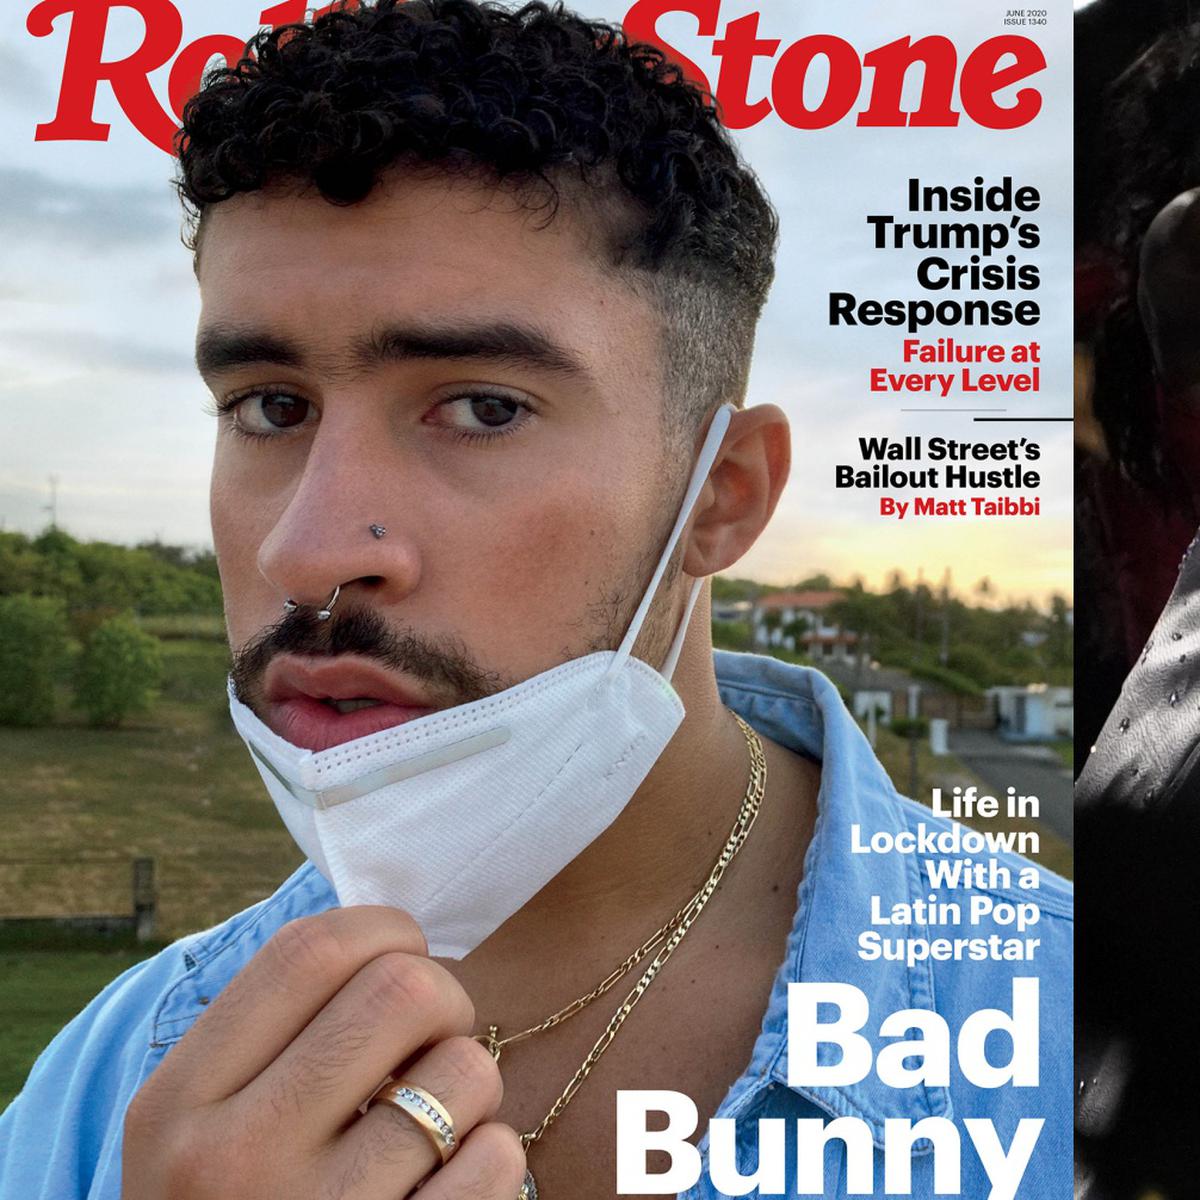 Rolling Stone
JUNE 2020
ISSUE 1340
Inside
Trump's
Crisis
Response
Failure at
Every Level
Wall Street's
Bailout Hustle
By Matt Taibbi
Life in
Lockdown
With a
Latin Pop
Superstar
Bad
Bunny